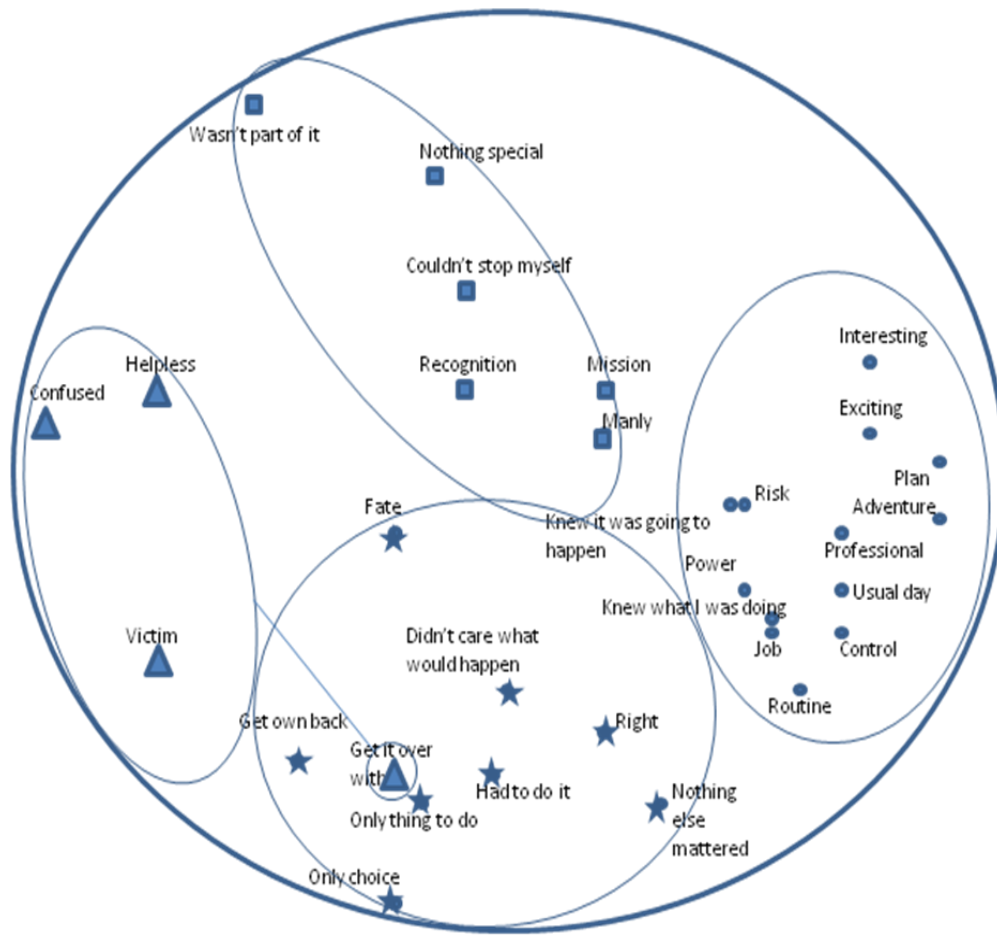 Wasn't part of it
Nothing special
Couldn't stop myself
Interesting
Helpless
Recognition
Mission
Confused
Exciting
Manly
Plan
Risk
Fate
Adventure
Knew it was going to
happen
Professional
Power
Usual day
Knew what I was doing
Didn't care what
would happen
Job
Control
Victim
Routine
Get own back
Right
Get it over
with
Had to do it
Nothing
else
mattered
Only thing to do
Only choice